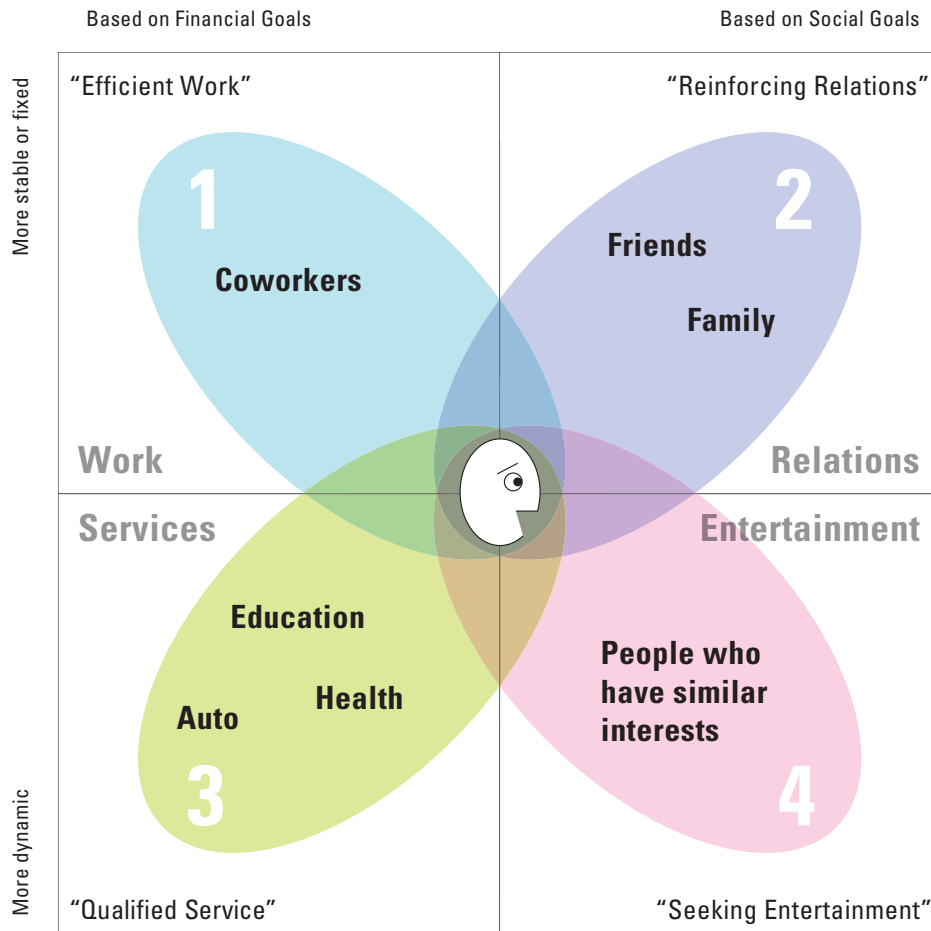 Based on Financial Goals
Based on Social Goals
More stable or fixed
“Efficient Work”
“Reinforcing Relations”
1
2
Coworkers
Friends
Family
Work
Relations
Services
Entertainment
Education
Health
Auto
People who
have similar
interests
3
4
More dynamic
“Qualified Service”
“Seeking Entertainment”